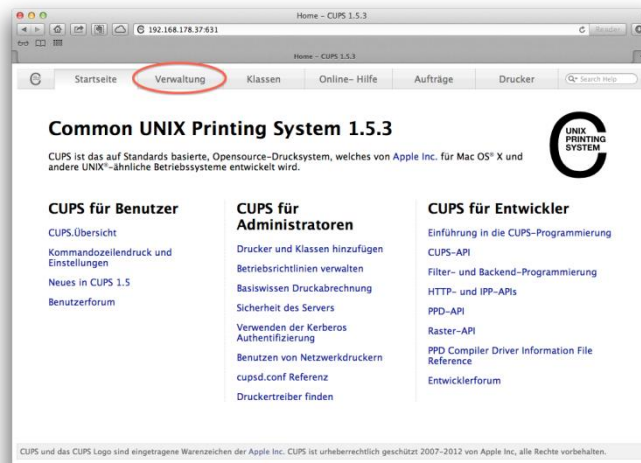 Home – CUPS 1.5.3
192.168.178.37:631
Reader
Home – CUPS 1.5.3
Startseite Verwaltung Klassen Online- Hilfe Aufträge Drucker Search Help
Common UNIX Printing System 1.5.3
CUPS ist das auf Standards basierte, Opensource-Drucksystem, welches von Apple Inc. für Mac OS® X und
andere UNIX®-ähnliche Betriebssysteme entwickelt wird.
UNIX
PRINTING
SYSTEM
CUPS für Benutzer
CUPS.Übersicht
Kommandozeilendruck und
Einstellungen
Neues in CUPS 1.5
Benutzerforum
CUPS für
Administratoren
Drucker und Klassen hinzufügen
Betriebsrichtlinien verwalten
Basiswissen Druckabrechnung
Sicherheit des Servers
Verwenden der Kerberos
Authentifizierung
Benutzen von Netzwerkdruckern
cupsd.conf Referenz
Druckertreiber finden
CUPS für Entwickler
Einführung in die CUPS-Programmierung
CUPS-API
Filter- und Backend-Programmierung
HTTP- und IPP-APIs
PPD-API
Raster-API
PPD Compiler Driver Information File
Reference
Entwicklerforum
CUPS und das CUPS Logo sind eingetragene Warenzeichen der Apple Inc. CUPS ist urheberrechtlich geschützt 2007-2012 von Apple Inc, alle Rechte vorbehalten.